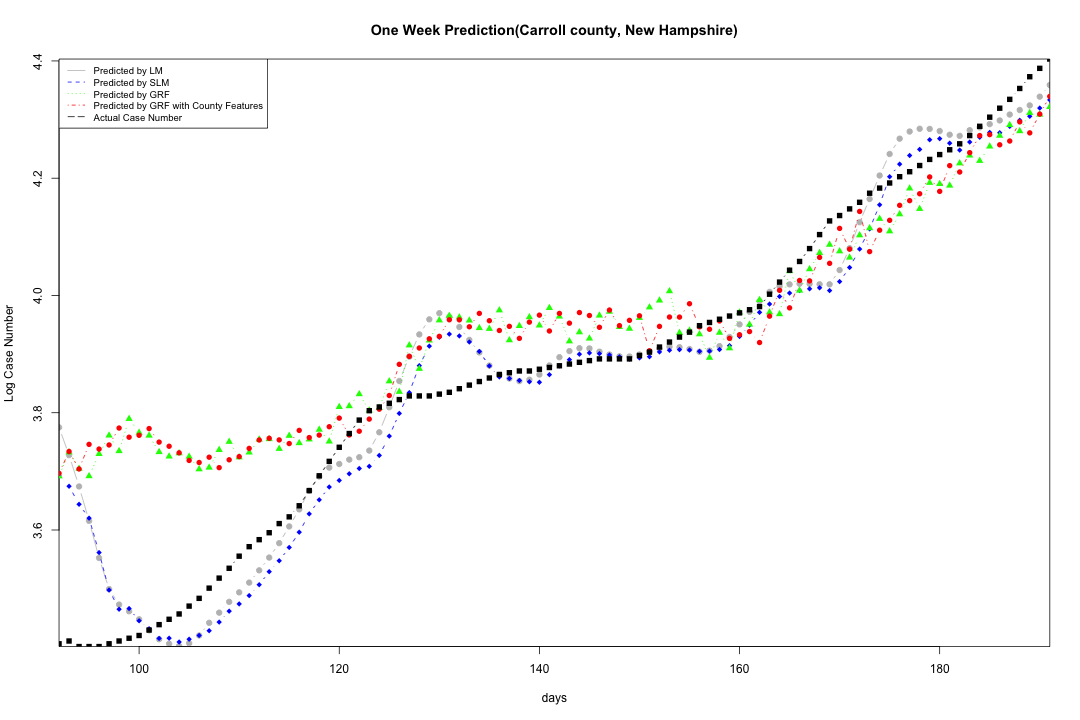 One Week Prediction(Carroll county, New Hampshire)
Predicted by LM
Predicted by SLM
Predicted by GRF
Predicted by GRF with County Features
Actual Case Number
Log Case Number
4.4
4.2
4.0
3.8
3.6
100 120 140 160 180
days